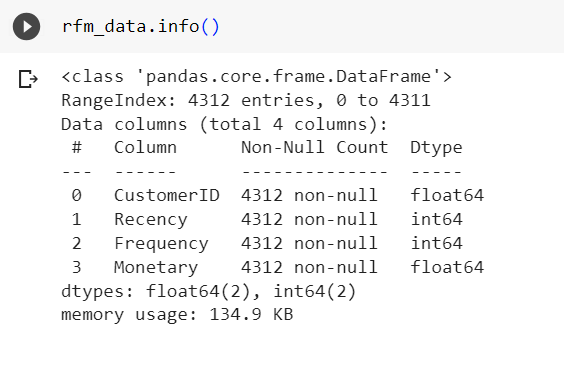 rfm_data.info()
<class 'pandas.core.frame.DataFrame'>
RangeIndex: 4312 entries, 0 to 4311
Data columns (total 4 columns):
 #   Column      Non-Null Count  Dtype
---  ------      --------------  -----
 0   CustomerID  4312 non-null   float64
 1   Recency     4312 non-null   int64
 2   Frequency   4312 non-null   int64
 3   Monetary    4312 non-null   float64
dtypes: float64(2), int64(2)
memory usage: 134.9 KB